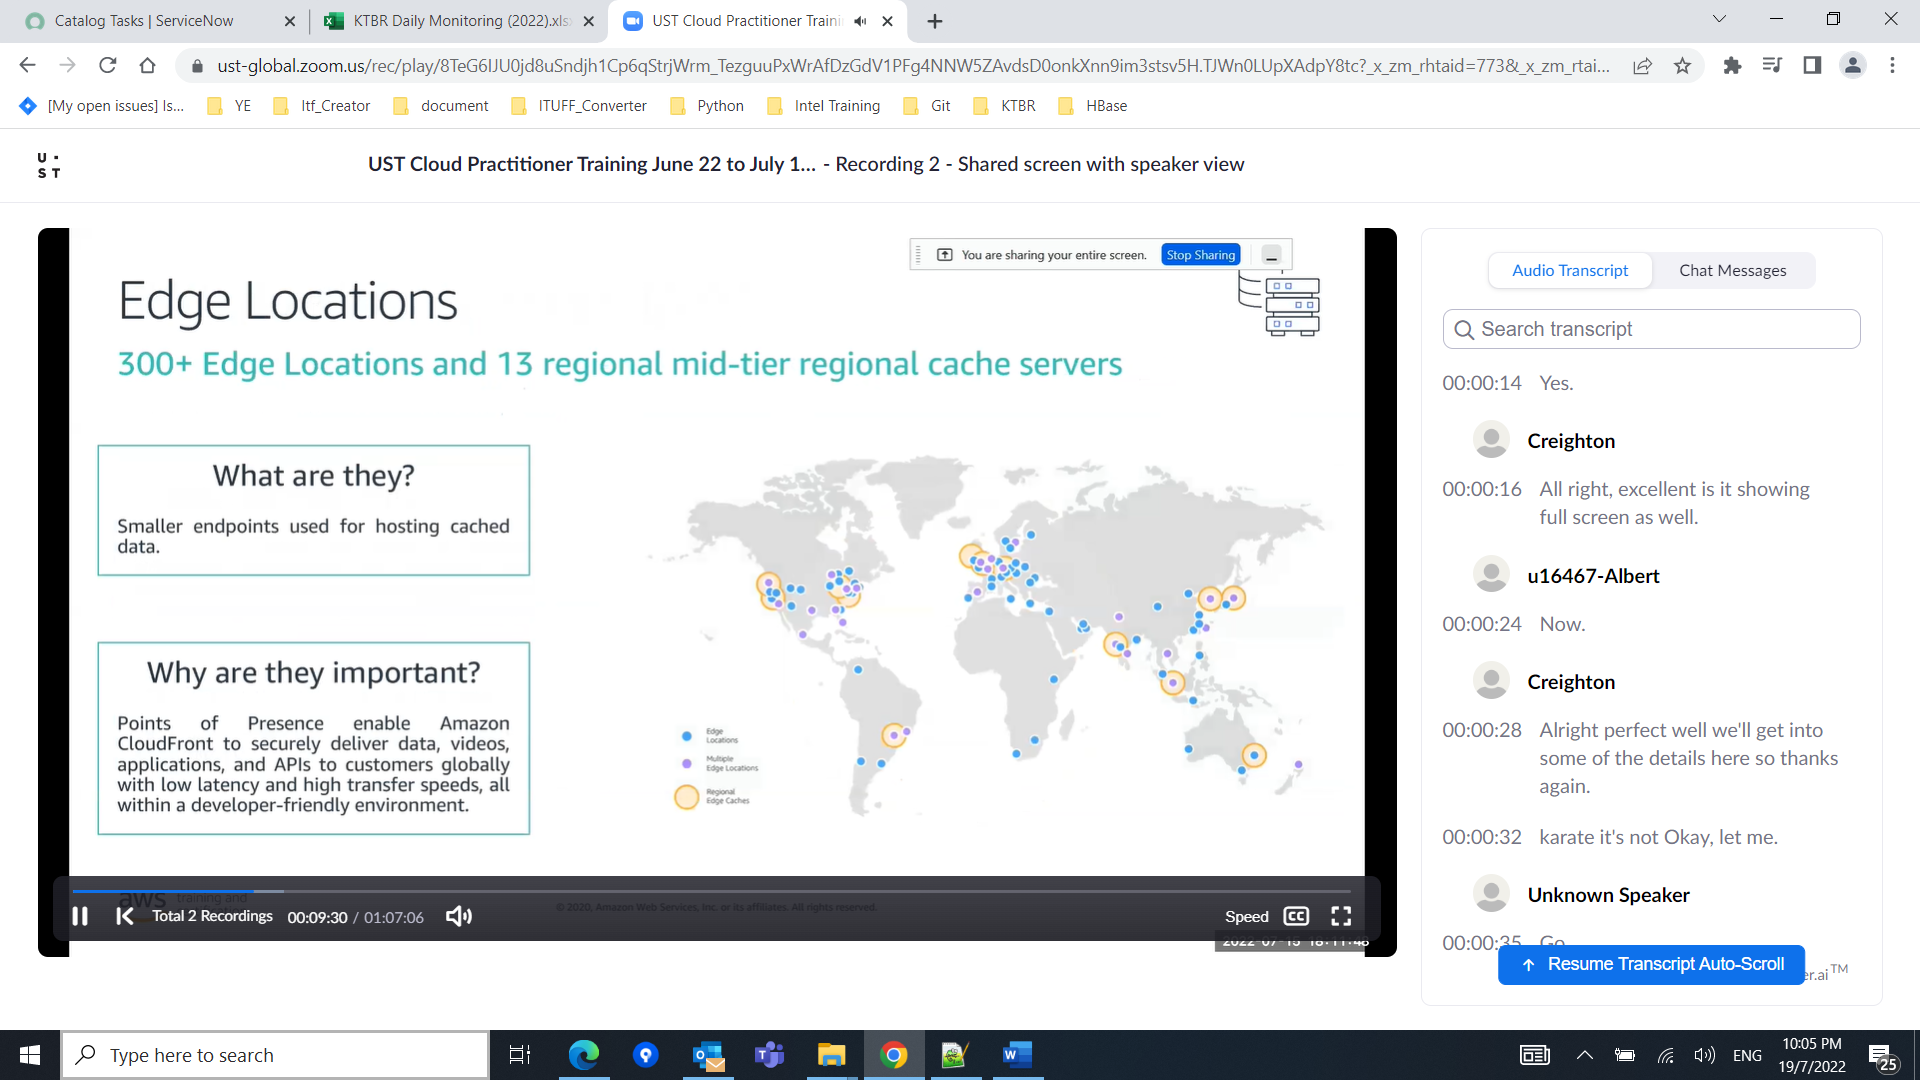 Catalog Tasks | ServiceNow
KTBR Daily Monitoring (2022).xls
UST Cloud Practitioner Traini
ust-global.zoom.us/rec/play/8TeG6IJU0jd8uSndjh1Cp6qStrjWrm_TezguuPxWrAfDzGdV1PFg4NNW5ZAvdsD0onkXnn9im3stsv5H.TJWn0LUpXAdpY8tc?_x_zm_rhtaid=773&_x_zm_rtai...
[My open issues] Is...
YE
Itf_Creator
document
ITUFF_Converter
Python
Intel Training
Git
KTBR
HBase
U·
ST
UST Cloud Practitioner Training June 22 to July 1... - Recording 2 - Shared screen with speaker view
You are sharing your entire screen.
Stop Sharing
Edge Locations
300+ Edge Locations and 13 regional mid-tier regional cache servers
What are they?
Smaller endpoints used for hosting cached
data.
Why are they important?
Points of Presence enable Amazon
CloudFront to securely deliver data, videos,
applications, and APIs to customers globally
with low latency and high transfer speeds, all
within a developer-friendly environment.
Edge
Locations
Multiple
Edge Locations
Regional
Edge Caches
aws training and
© 2020, Amazon Web Services, Inc. or its affiliates. All rights reserved.
Total 2 Recordings
00:09:30 / 01:07:06
Speed
CC
2022-07-15 18:11:48
Audio Transcript
Chat Messages
Search transcript
00:00:14 Yes.
Creighton
00:00:16 All right, excellent is it showing
full screen as well.
u16467-Albert
00:00:24 Now.
Creighton
00:00:28 Alright perfect well we'll get into
some of the details here so thanks
again.
00:00:32 karate it's not Okay, let me.
Unknown Speaker
00:00:35 Go
Resume Transcript Auto-Scroll
er.ai™
Type here to search
ENG
10:05 PM
19/7/2022
25